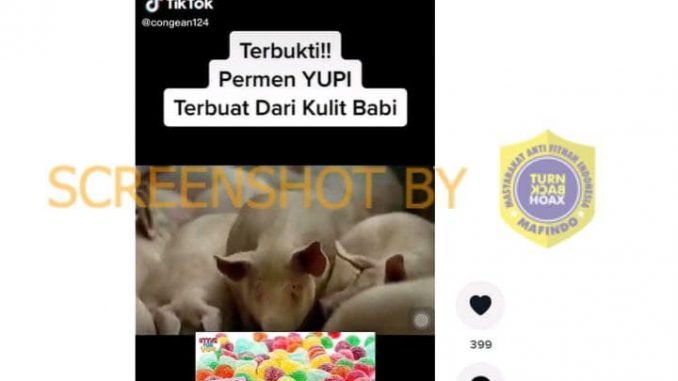 TikTok
@congean124
Terbukti!!
Permen YUPI
Terbuat Dari Kulit Babi
SCREENSHOT BY
MASYARAKAT ANTI FITNAH INDONESIA
TURN
BACK
HOAX
MAFINDO
399